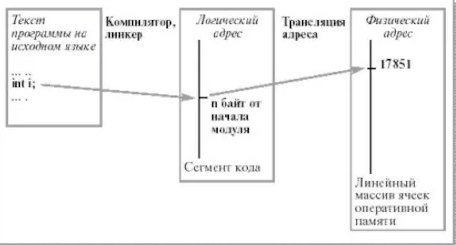 Текст
программы на
исходном языке
... ..
int i;
... .
Компилятор,
линкер
Логический
адрес
n байт от
начала
модуля
Сегмент кода
Трансляция
адреса
Физический
адрес
17851
Линейный
массив ячеек
оперативной
памяти